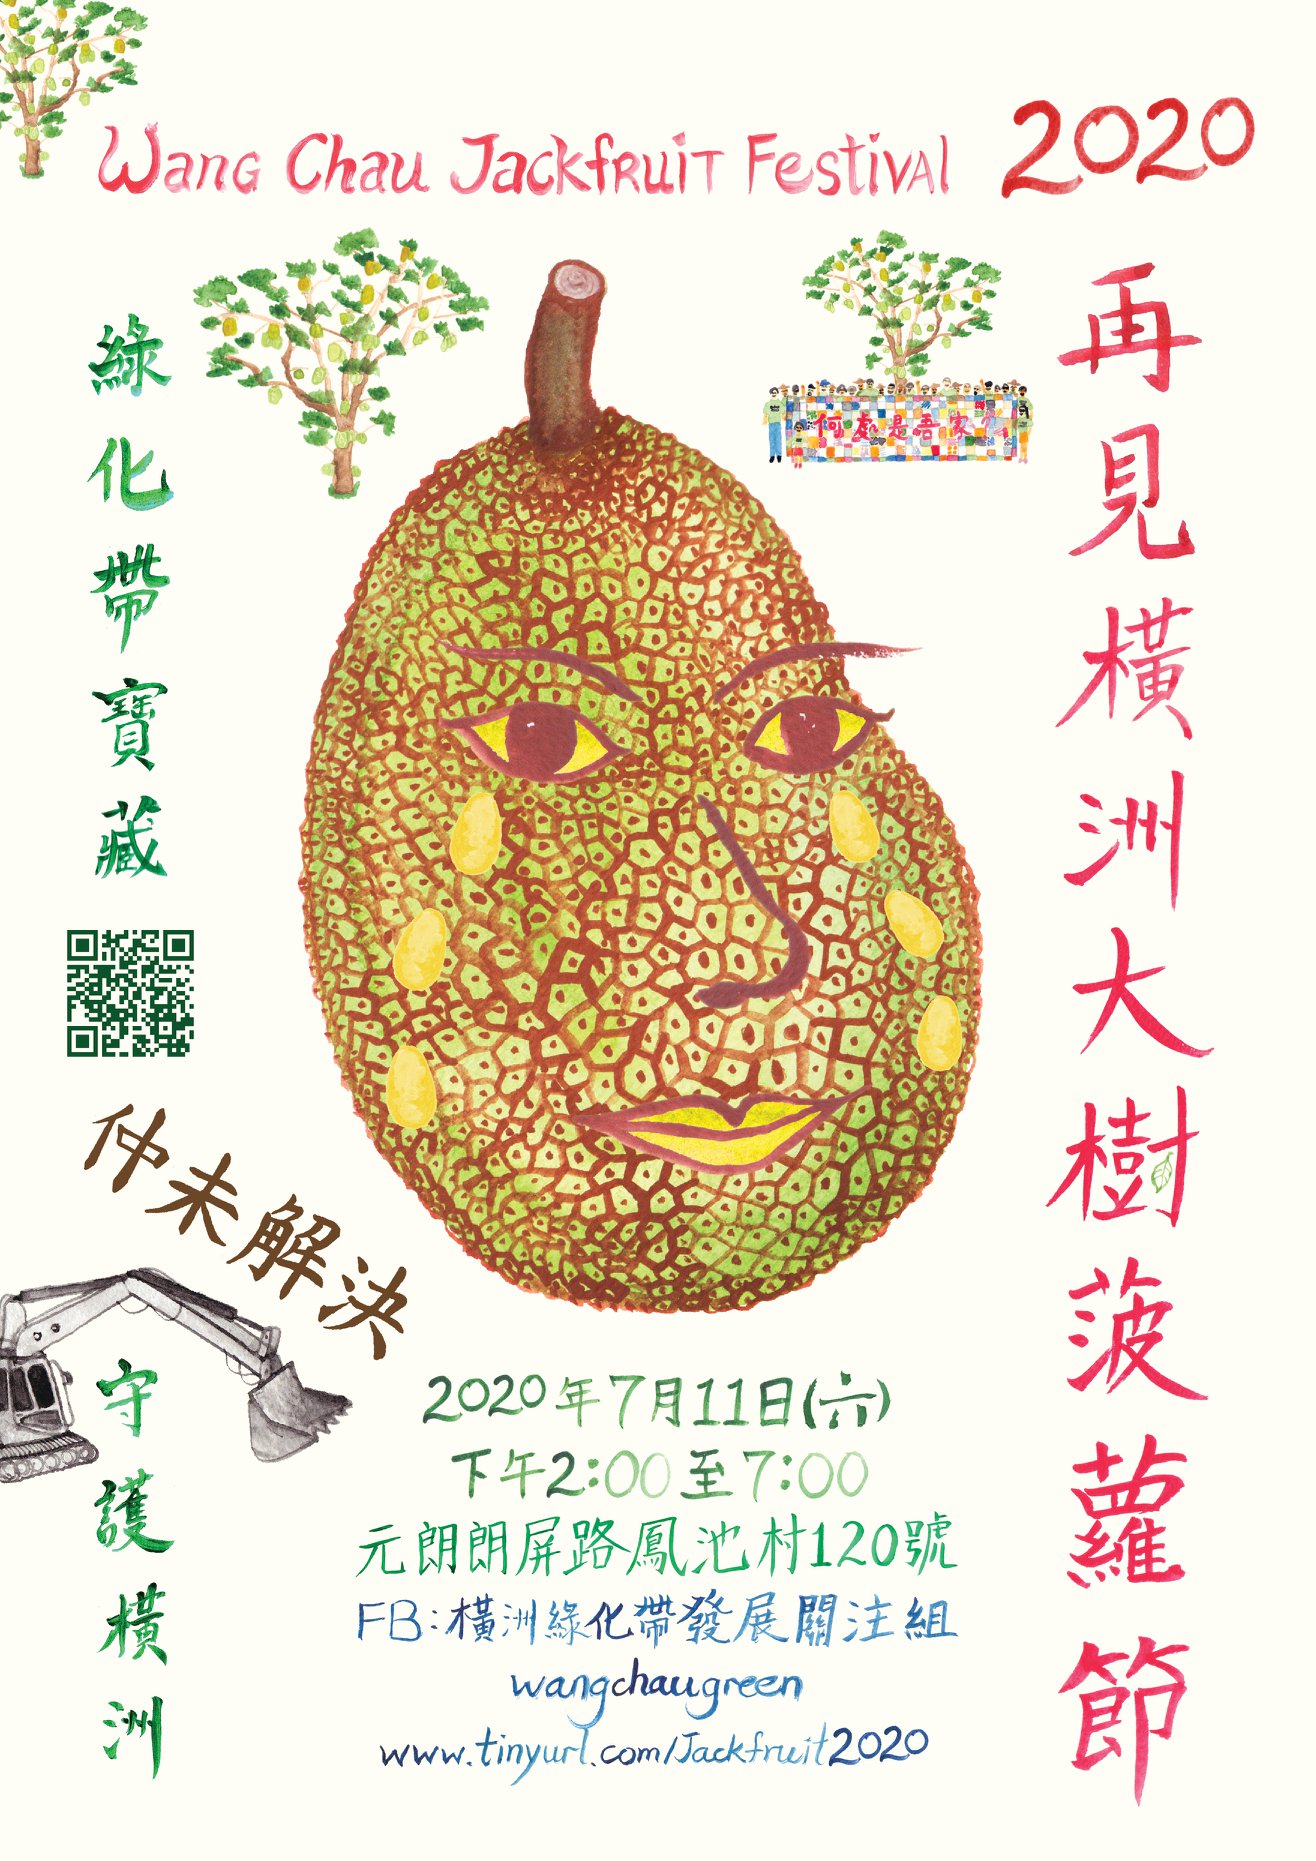 Wang Chau Jackfruit Festival 2020
再見橫洲大樹菠蘿節
何處是吾家?
綠化帶寶藏
仲未解決
守護橫洲
2020年7月11日(六)
下午2:00至7:00
元朗朗屏路鳳池村120號
FB:橫洲綠化帶發展關注組
wangchaugreen
www.tinyurl.com/Jackfruit2020